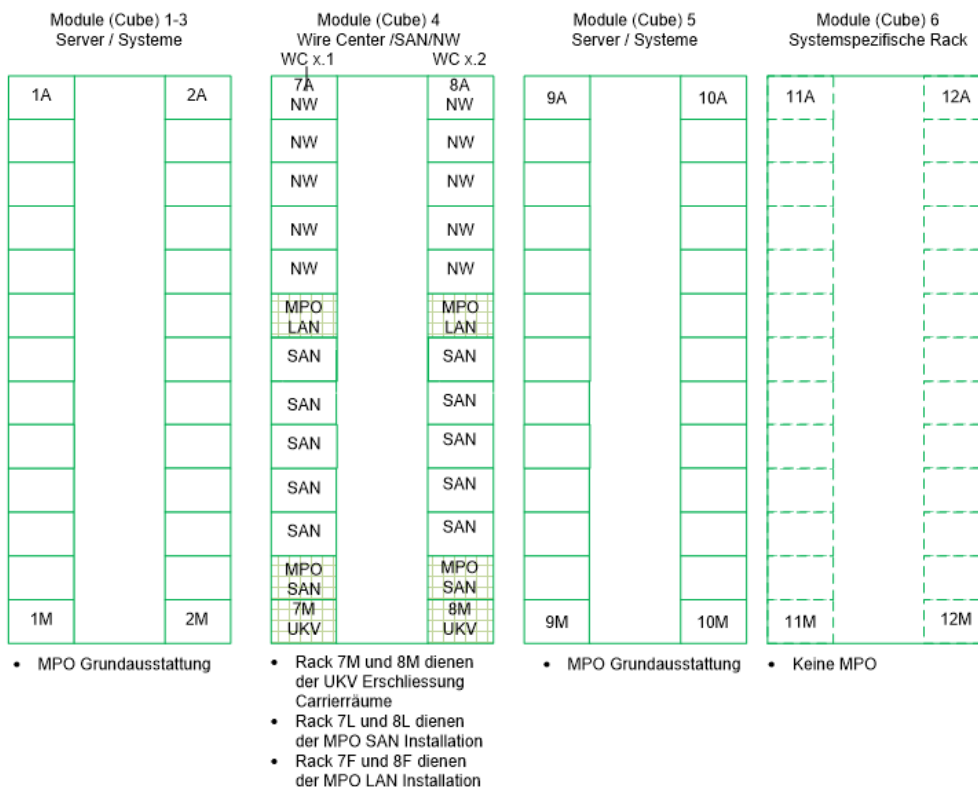 Module (Cube) 1-3
Server / Systeme
1A
2A
1M
2M
• MPO Grundausstattung
Module (Cube) 4
Wire Center /SAN/NW
WC x.1
WC x.2
7A
NW
8A
NW
NW
NW
NW
NW
NW
NW
NW
NW
MPO
LAN
MPO
LAN
SAN
SAN
SAN
SAN
SAN
SAN
SAN
SAN
SAN
SAN
MPO
SAN
MPO
SAN
7M
UKV
8M
UKV
• Rack 7M und 8M dienen
der UKV Erschliessung
Carrierräume
• Rack 7L und 8L dienen
der MPO SAN Installation
• Rack 7F und 8F dienen
der MPO LAN Installation
Module (Cube) 5
Server / Systeme
9A
10A
9M
10M
• MPO Grundausstattung
Module (Cube) 6
Systemspezifische Rack
11A
12A
11M
12M
• Keine MPO